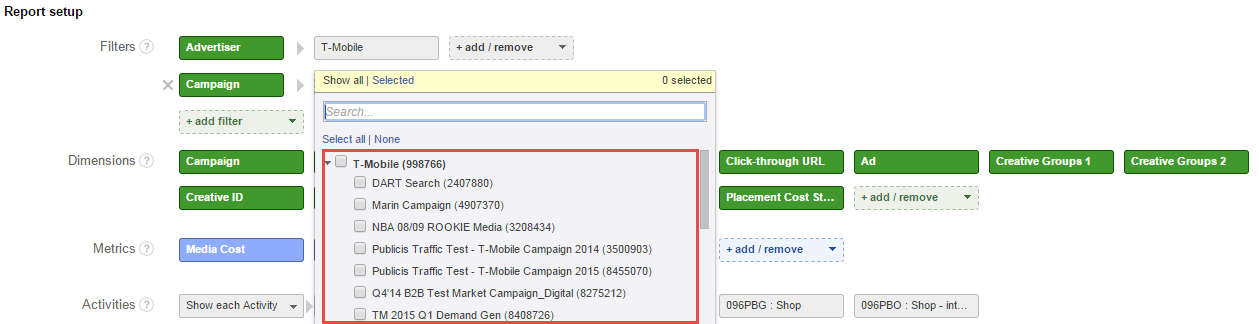 Report setup
Filters ? Advertiser T-Mobile + add / remove
Campaign Show all | Selected 0 selected
Search...
+ add filter
Select all | None
Dimensions ? Campaign T-Mobile (998766) Click-through URL Ad Creative Groups 1 Creative Groups 2
DART Search (2407880)
Creative ID Marin Campaign (4907370) Placement Cost St... + add / remove
NBA 08/09 ROOKIE Media (3208434)
Metrics ? Media Cost Publicis Traffic Test - T-Mobile Campaign 2014 (3500903) + add / remove
Publicis Traffic Test - T-Mobile Campaign 2015 (8455070)
Q4'14 B2B Test Market Campaign_Digital (8275212)
Activities ? Show each Activity TM 2015 Q1 Demand Gen (8408726) 096PBG : Shop 096PBO : Shop - int...